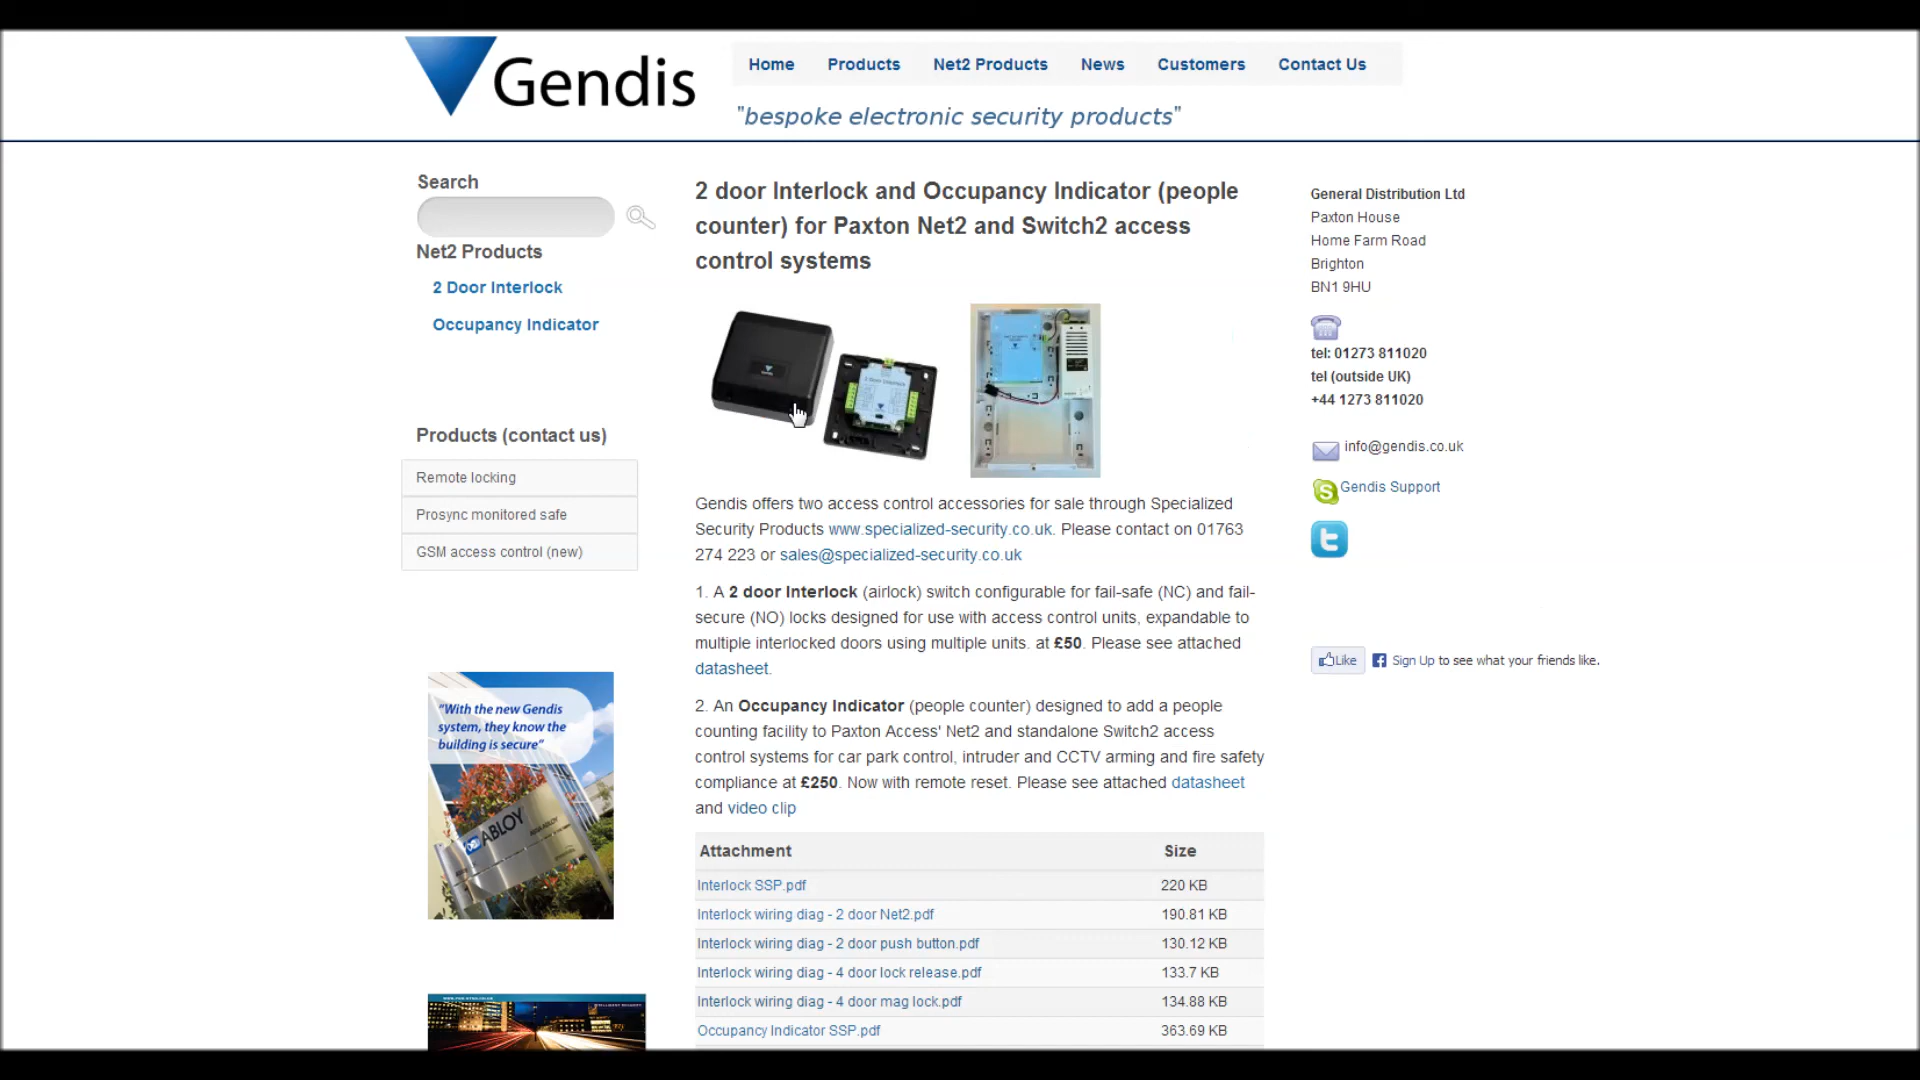 Gendis
Home Products Net2 Products News Customers Contact Us
"bespoke electronic security products"
Search
Net2 Products
2 Door Interlock
Occupancy Indicator
Products (contact us)
Remote locking
Prosync monitored safe
GSM access control (new)
"With the new Gendis
system, they know the
building is secure"
ABLOY
2 door Interlock and Occupancy Indicator (people
counter) for Paxton Net2 and Switch2 access
control systems
2 Door Interlock
Gendis offers two access control accessories for sale through Specialized
Security Products www.specialized-security.co.uk. Please contact on 01763
274 223 or sales@specialized-security.co.uk
1. A 2 door Interlock (airlock) switch configurable for fail-safe (NC) and fail-
secure (NO) locks designed for use with access control units, expandable to
multiple interlocked doors using multiple units. at £50. Please see attached
datasheet.
2. An Occupancy Indicator (people counter) designed to add a people
counting facility to Paxton Access' Net2 and standalone Switch2 access
control systems for car park control, intruder and CCTV arming and fire safety
compliance at £250. Now with remote reset. Please see attached datasheet
and video clip
Attachment Size
Interlock SSP.pdf 220 KB
Interlock wiring diag - 2 door Net2.pdf 190.81 KB
Interlock wiring diag - 2 door push button.pdf 130.12 KB
Interlock wiring diag - 4 door lock release.pdf 133.7 KB
Interlock wiring diag - 4 door mag lock.pdf 134.88 KB
Occupancy Indicator SSP.pdf 363.69 KB
General Distribution Ltd
Paxton House
Home Farm Road
Brighton
BN1 9HU
tel: 01273 811020
tel (outside UK)
+44 1273 811020
info@gendis.co.uk
Gendis Support
Like Sign Up to see what your friends like.